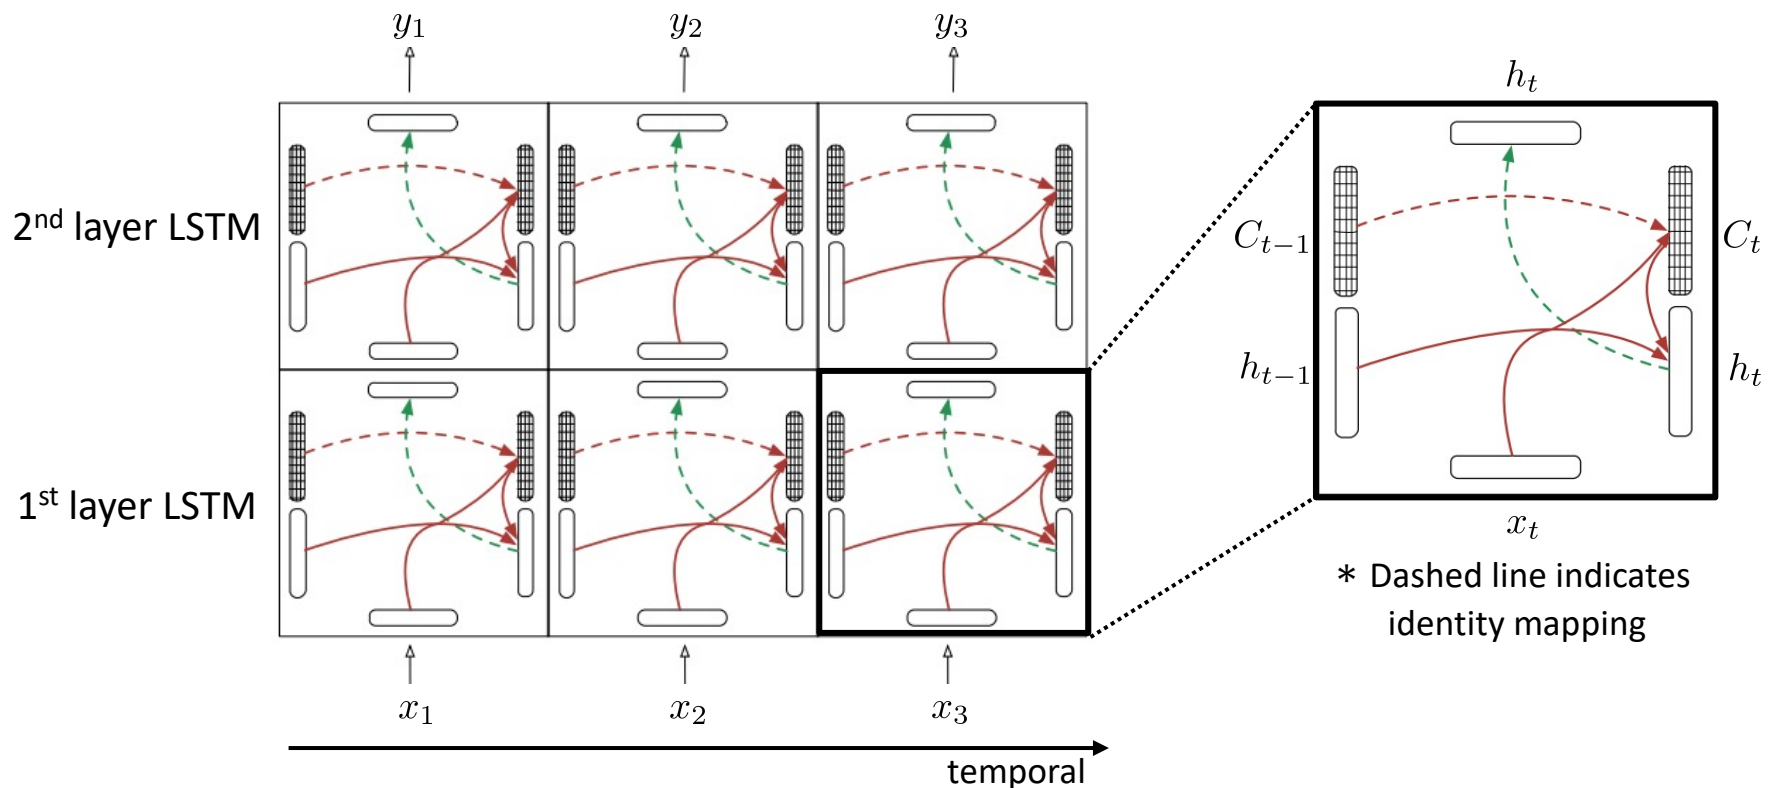 y₁ y₂ y₃
hₜ
2ⁿᵈ layer LSTM
Cₜ₋₁ Cₜ
hₜ₋₁ hₜ
1ˢᵗ layer LSTM
xₜ
* Dashed line indicates
identity mapping
x₁ x₂ x₃
temporal